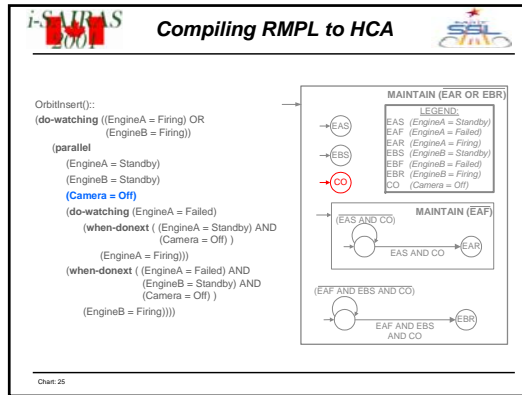 i-SAIRAS
2001
Compiling RMPL to HCA
SSL
OrbitInsert()::
(do-watching ((EngineA = Firing) OR
(EngineB = Firing))
(parallel
(EngineA = Standby)
(EngineB = Standby)
(Camera = Off)
(do-watching (EngineA = Failed)
(when-donext ( (EngineA = Standby) AND
(Camera = Off) )
(EngineA = Firing)))
(when-donext ( (EngineA = Failed) AND
(EngineB = Standby) AND
(Camera = Off) )
(EngineB = Firing))))
MAINTAIN (EAR OR EBR)
LEGEND:
EAS (EngineA = Standby)
EAF (EngineA = Failed)
EAR (EngineA = Firing)
EBS (EngineB = Standby)
EBF (EngineB = Failed)
EBR (EngineB = Firing)
CO (Camera = Off)
EAS
EBS
CO
MAINTAIN (EAF)
(EAS AND CO)
EAS AND CO
EAR
(EAF AND EBS AND CO)
EAF AND EBS
AND CO
EBR
Chart: 25